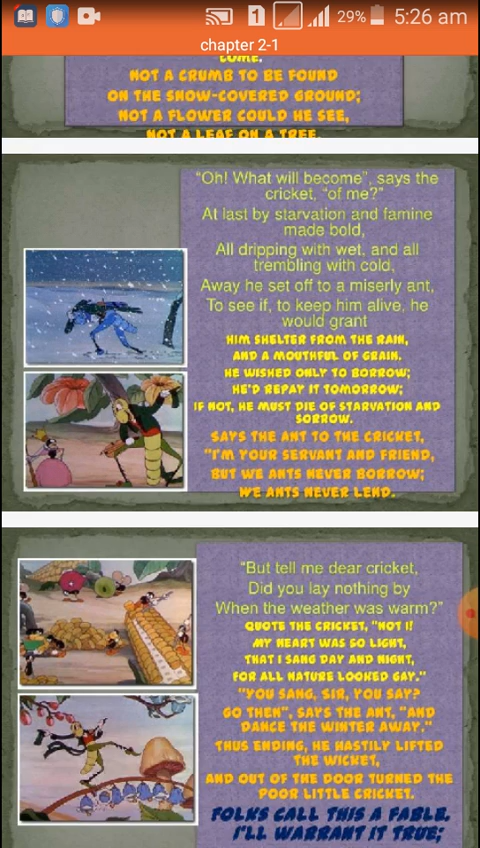 29% 5:26 am
chapter 2-1
COME.
NOT A CRUMB TO BE FOUND
ON THE SNOW-COVERED GROUND;
NOT A FLOWER COULD HE SEE,
NOT A LEAF ON A TREE.
"Oh! What will become", says the
cricket, "of me?"
At last by starvation and famine
made bold,
All dripping with wet, and all
trembling with cold,
Away he set off to a miserly ant,
To see if, to keep him alive, he
would grant
HIM SHELTER FROM THE RAIN,
AND A MOUTHFUL OF GRAIN.
HE WISHED ONLY TO BORROW;
HE'D REPAY IT TOMORROW;
IF NOT, HE MUST DIE OF STARVATION AND
SORROW.
SAYS THE ANT TO THE CRICKET,
"I'M YOUR SERVANT AND FRIEND,
BUT WE ANTS NEVER BORROW;
WE ANTS NEVER LEND.
"But tell me dear cricket,
Did you lay nothing by
When the weather was warm?"
QUOTE THE CRICKET, "NOT I!
MY HEART WAS SO LIGHT,
THAT I SANG DAY AND NIGHT,
FOR ALL NATURE LOOKED GAY."
"YOU SANG, SIR, YOU SAY?
GO THEN", SAYS THE ANT, "AND
DANCE THE WINTER AWAY."
THUS ENDING, HE HASTILY LIFTED
THE WICKET,
AND OUT OF THE DOOR TURNED THE
POOR LITTLE CRICKET.
FOLKS CALL THIS A FABLE.
I'LL WARRANT IT TRUE;